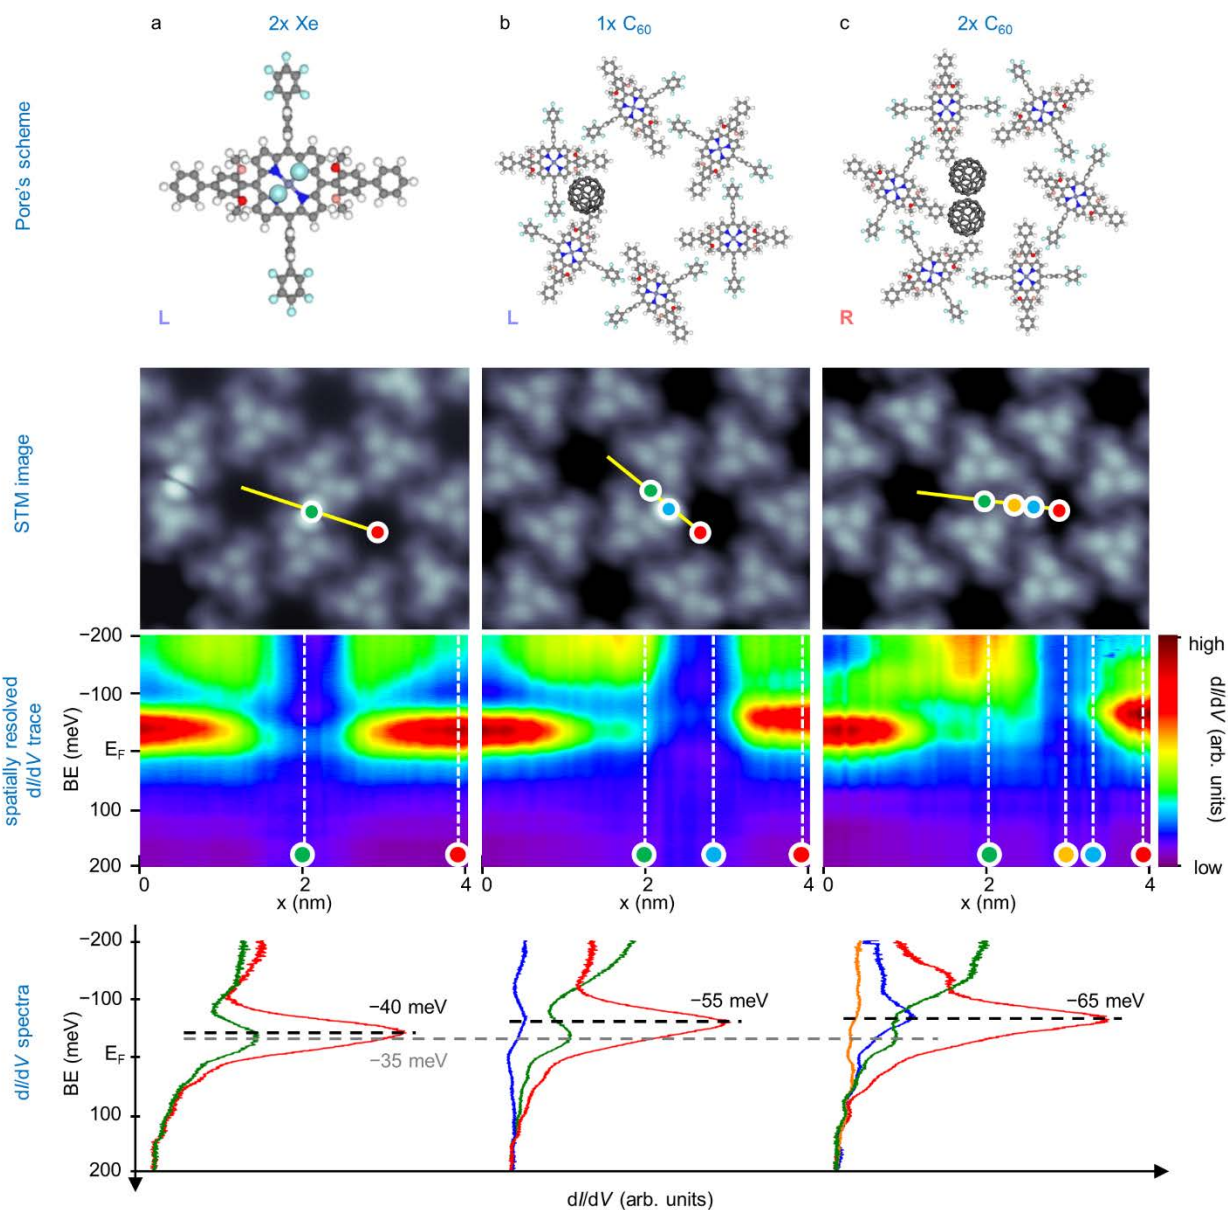 a 2x Xe
b 1x C₆₀
c 2x C₆₀
Pore's scheme
L
L
R
STM image
spatially resolved
dI/dV trace
BE (meV)
−200
−100
E_F
100
200
0 2 4
x (nm)
0 2 4
x (nm)
0 2 4
x (nm)
high
dI/dV (arb. units)
low
dI/dV spectra
BE (meV)
−200
−100
E_F
100
200
−40 meV
−35 meV
−55 meV
−65 meV
dI/dV (arb. units)